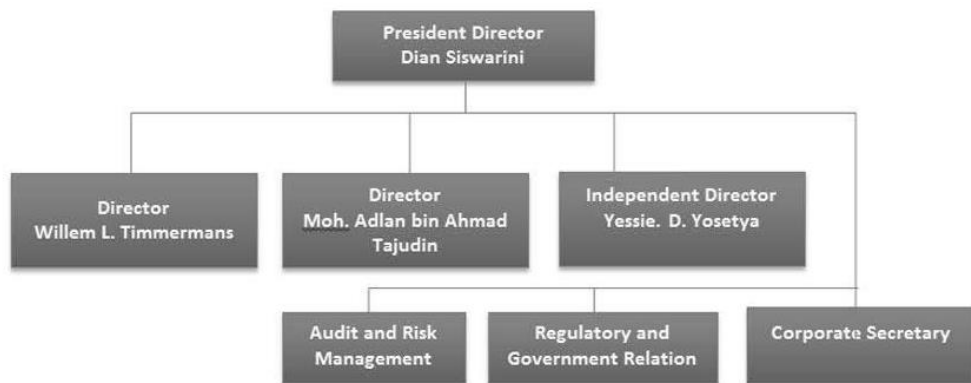 President Director
Dian Siswarini
Director
Willem L. Timmermans
Director
Moh. Adlan bin Ahmad
Tajudin
Independent Director
Yessie. D. Yosetya
Audit and Risk
Management
Regulatory and
Government Relation
Corporate Secretary